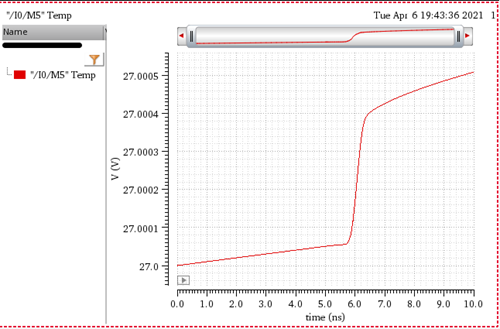 "/I0/M5" Temp
Tue Apr 6 19:43:36 2021 1
Name
"/I0/M5" Temp
V (V)
27.0005
27.0004
27.0003
27.0002
27.0001
27.0
0.0 1.0 2.0 3.0 4.0 5.0 6.0 7.0 8.0 9.0 10.0
time (ns)